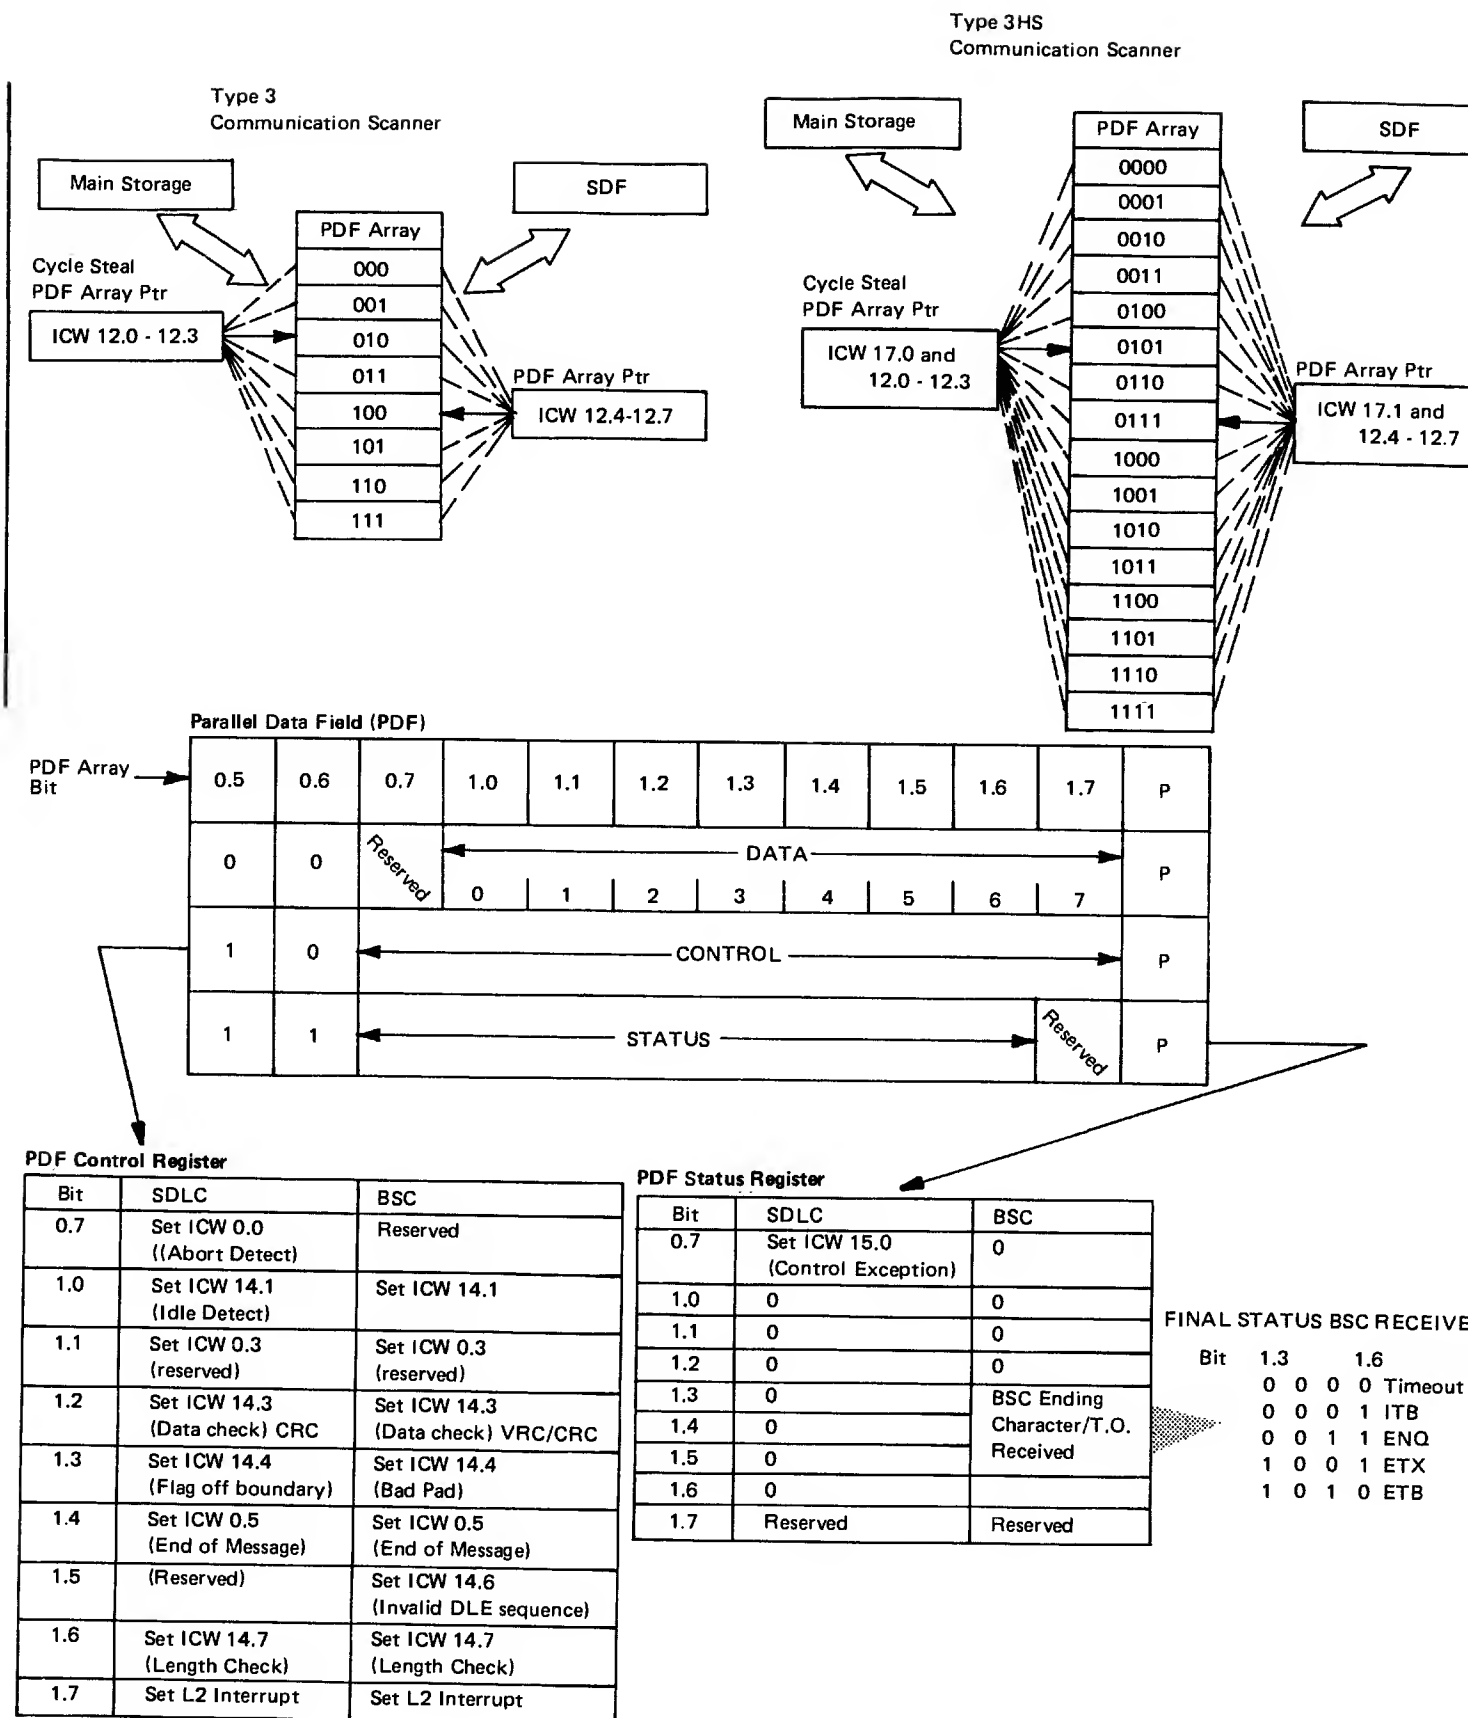 Type 3
Communication Scanner
Main Storage
SDF
PDF Array
000
001
010
011
100
101
110
111
Cycle Steal
PDF Array Ptr
ICW 12.0 - 12.3
PDF Array Ptr
ICW 12.4-12.7
Type 3HS
Communication Scanner
Main Storage
SDF
PDF Array
0000
0001
0010
0011
0100
0101
0110
0111
1000
1001
1010
1011
1100
1101
1110
1111
Cycle Steal
PDF Array Ptr
ICW 17.0 and
12.0 - 12.3
PDF Array Ptr
ICW 17.1 and
12.4 - 12.7
Parallel Data Field (PDF)
PDF Array
Bit
0.5 0.6 0.7 1.0 1.1 1.2 1.3 1.4 1.5 1.6 1.7 P
0 0 Reserved DATA P
0 1 2 3 4 5 6 7
1 0 CONTROL P
1 1 STATUS Reserved P
PDF Control Register
Bit SDLC BSC
0.7 Set ICW 0.0 Reserved
((Abort Detect)
1.0 Set ICW 14.1 Set ICW 14.1
(Idle Detect)
1.1 Set ICW 0.3 Set ICW 0.3
(reserved) (reserved)
1.2 Set ICW 14.3 Set ICW 14.3
(Data check) CRC (Data check) VRC/CRC
1.3 Set ICW 14.4 Set ICW 14.4
(Flag off boundary) (Bad Pad)
1.4 Set ICW 0.5 Set ICW 0.5
(End of Message) (End of Message)
1.5 (Reserved) Set ICW 14.6
(Invalid DLE sequence)
1.6 Set ICW 14.7 Set ICW 14.7
(Length Check) (Length Check)
1.7 Set L2 Interrupt Set L2 Interrupt
PDF Status Register
Bit SDLC BSC
0.7 Set ICW 15.0 0
(Control Exception)
1.0 0 0
1.1 0 0
1.2 0 0
1.3 0 BSC Ending
1.4 0 Character/T.O.
1.5 0 Received
1.6 0
1.7 Reserved Reserved
FINAL STATUS BSC RECEIVE
Bit 1.3 1.6
0 0 0 0 Timeout
0 0 0 1 ITB
0 0 1 1 ENQ
1 0 0 1 ETX
1 0 1 0 ETB